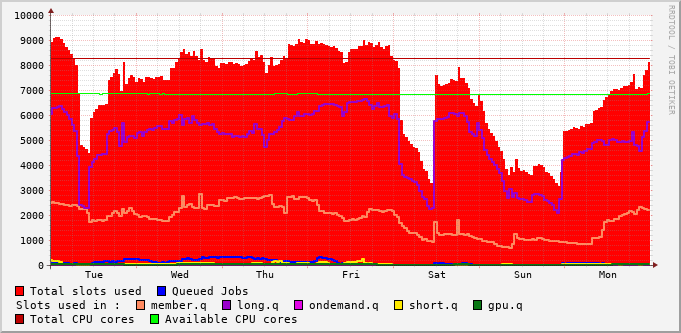 10000
9000
8000
7000
6000
5000
4000
3000
2000
1000
0
Tue Wed Thu Fri Sat Sun Mon
RRDTOOL / TOBI OETIKER
Total slots used Queued Jobs
Slots used in : member.q long.q ondemand.q short.q gpu.q
Total CPU cores Available CPU cores